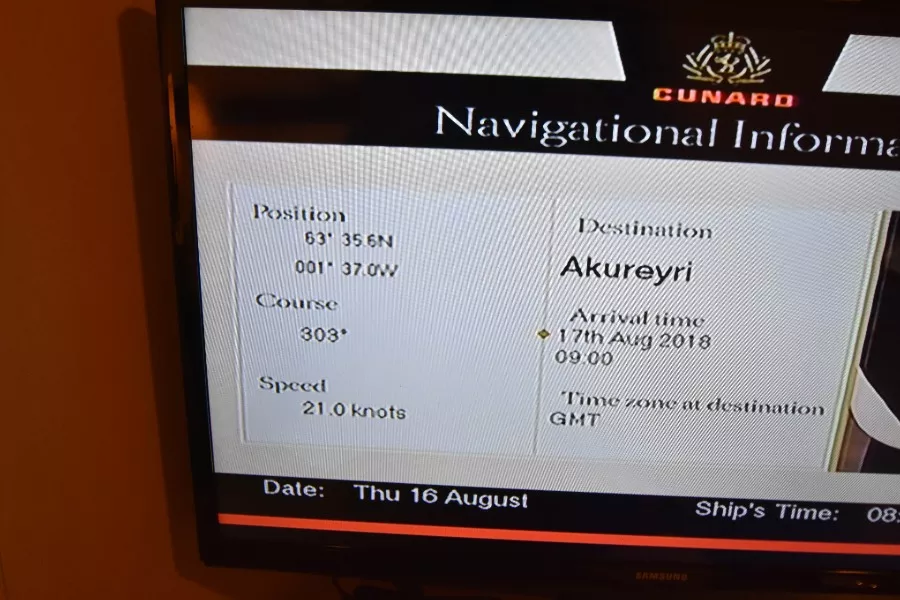 CUNARD
Navigational Informa
Position
63° 35.6N
001° 37.0W
Course
303°
Speed
21.0 knots
Destination
Akureyri
Arrival time
17th Aug 2018
09:00
Time zone at destination
GMT
Date: Thu 16 August
Ship's Time: 08:
SAMSUNG